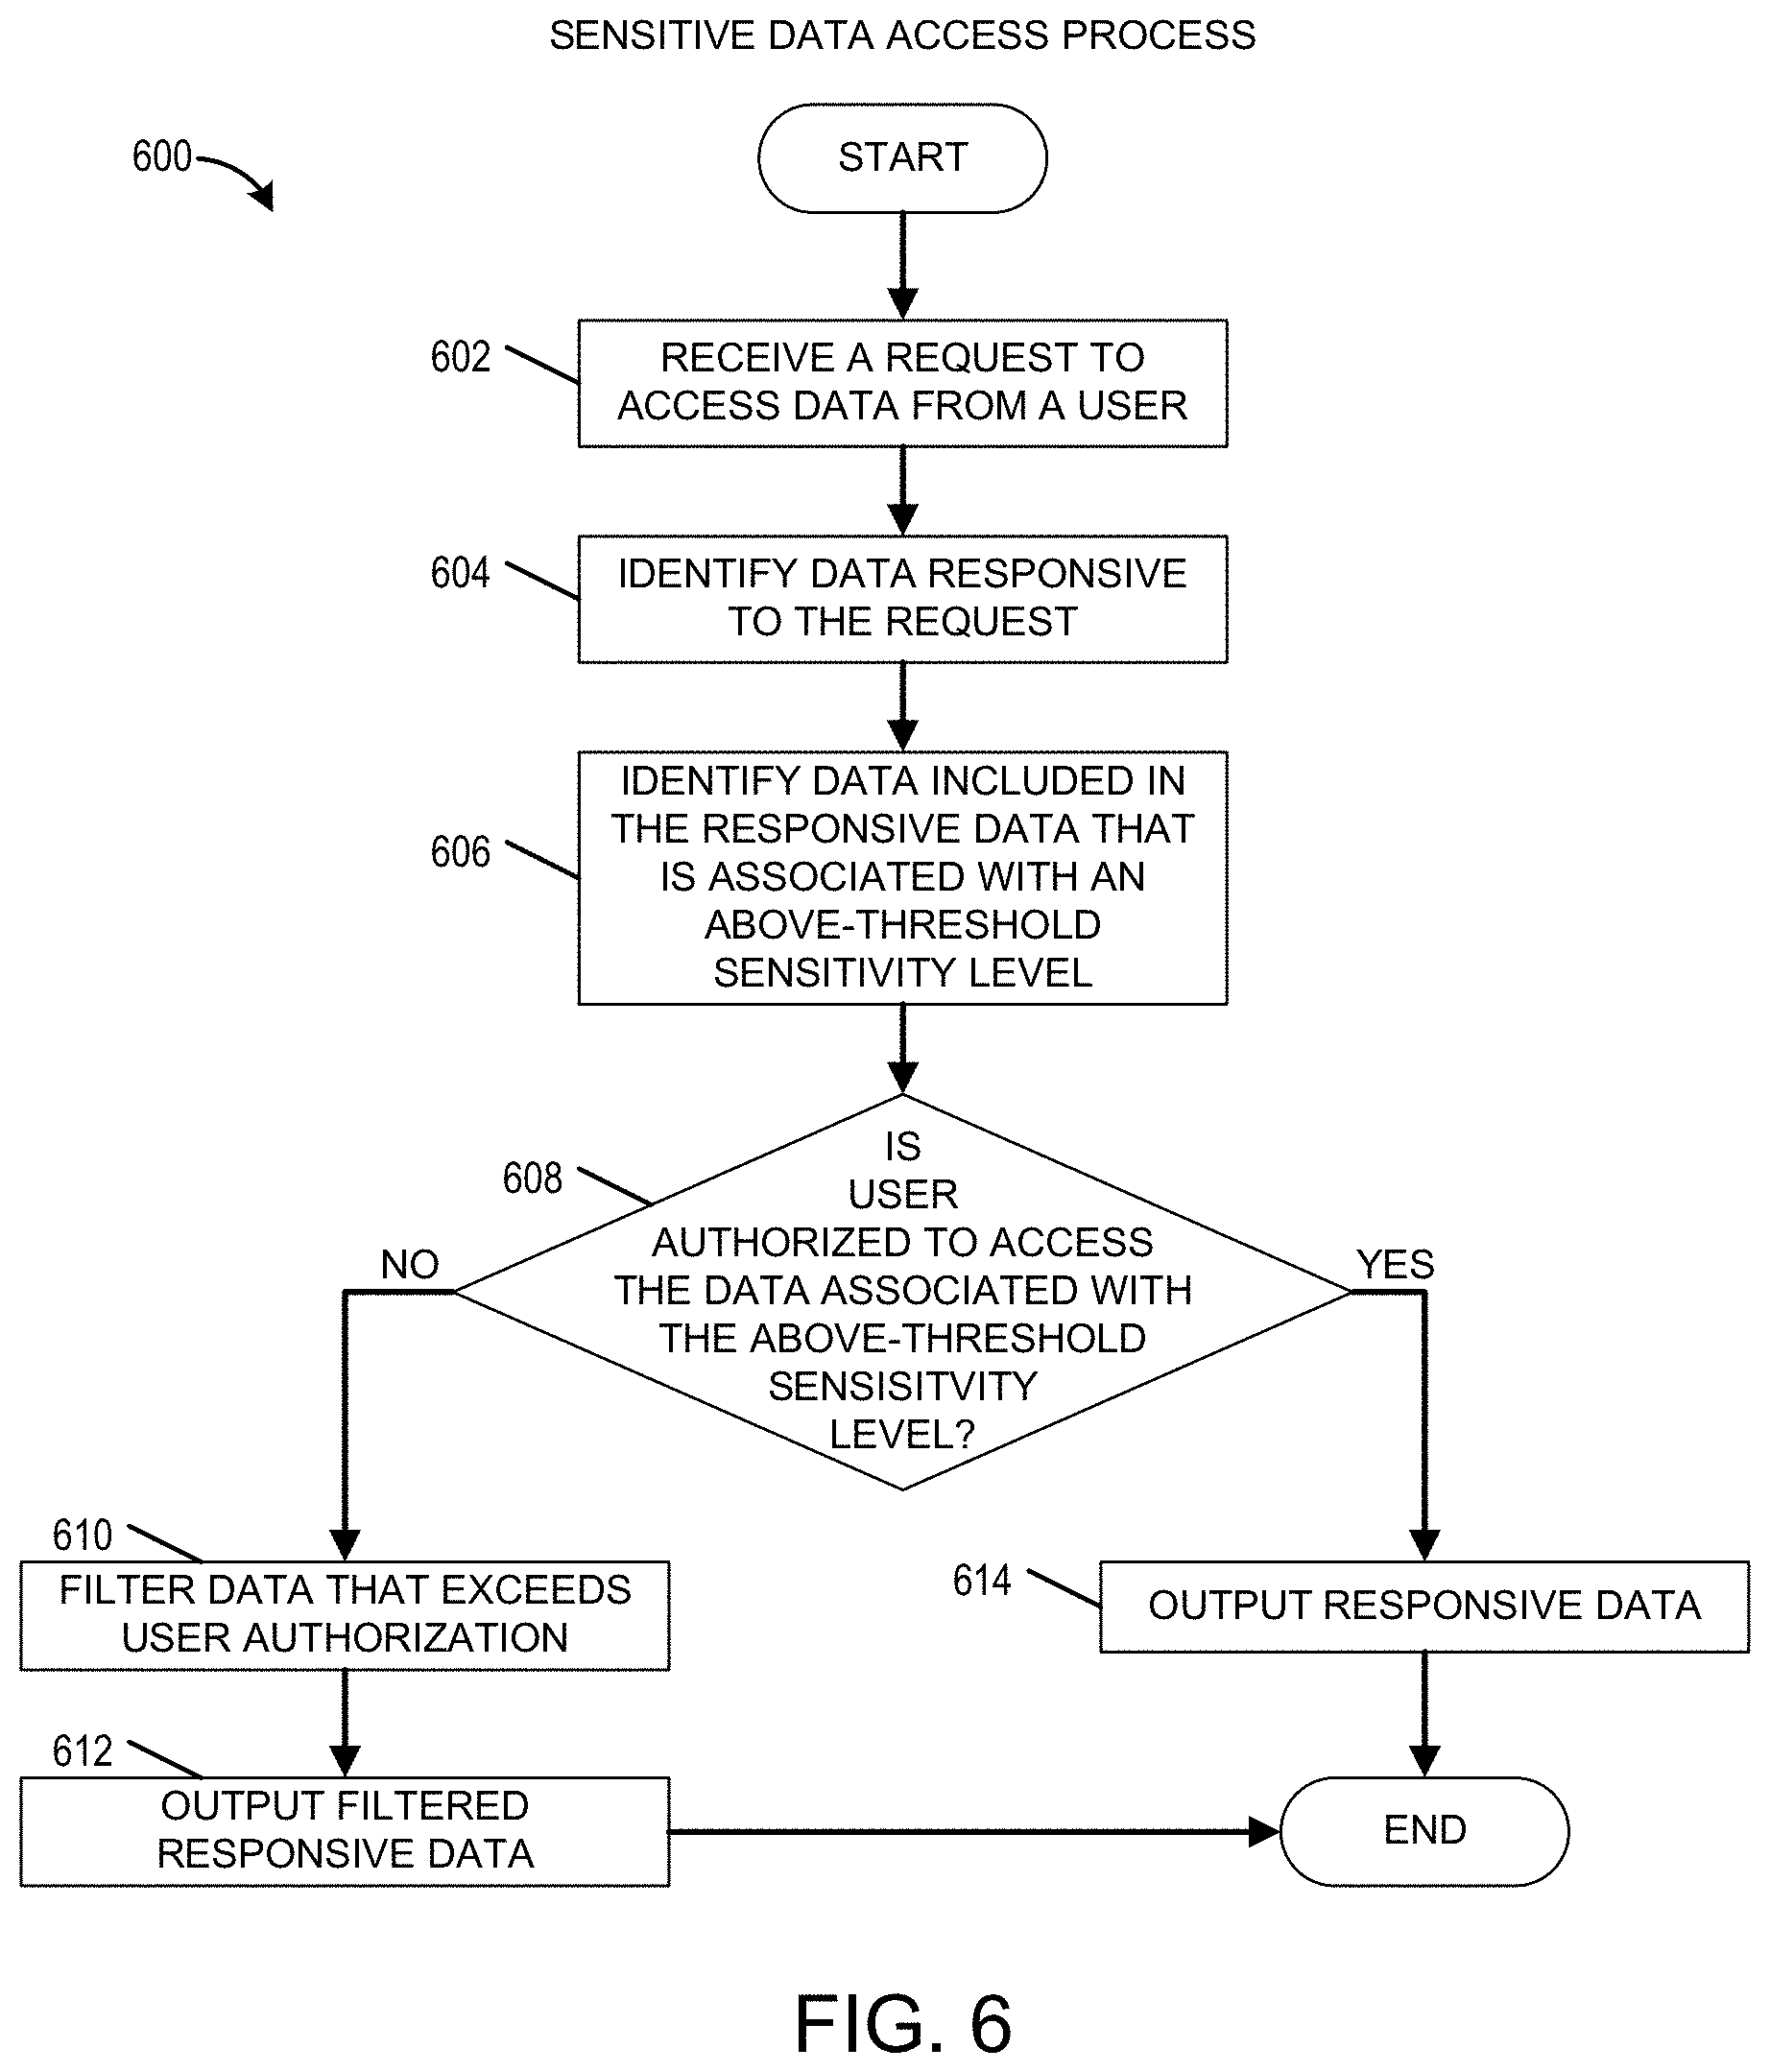 SENSITIVE DATA ACCESS PROCESS
600
START
602
RECEIVE A REQUEST TO
ACCESS DATA FROM A USER
604
IDENTIFY DATA RESPONSIVE
TO THE REQUEST
606
IDENTIFY DATA INCLUDED IN
THE RESPONSIVE DATA THAT
IS ASSOCIATED WITH AN
ABOVE-THRESHOLD
SENSITIVITY LEVEL
608
IS
USER
AUTHORIZED TO ACCESS
THE DATA ASSOCIATED WITH
THE ABOVE-THRESHOLD
SENSISITVITY
LEVEL?
NO
YES
610
FILTER DATA THAT EXCEEDS
USER AUTHORIZATION
614
OUTPUT RESPONSIVE DATA
612
OUTPUT FILTERED
RESPONSIVE DATA
END
FIG. 6